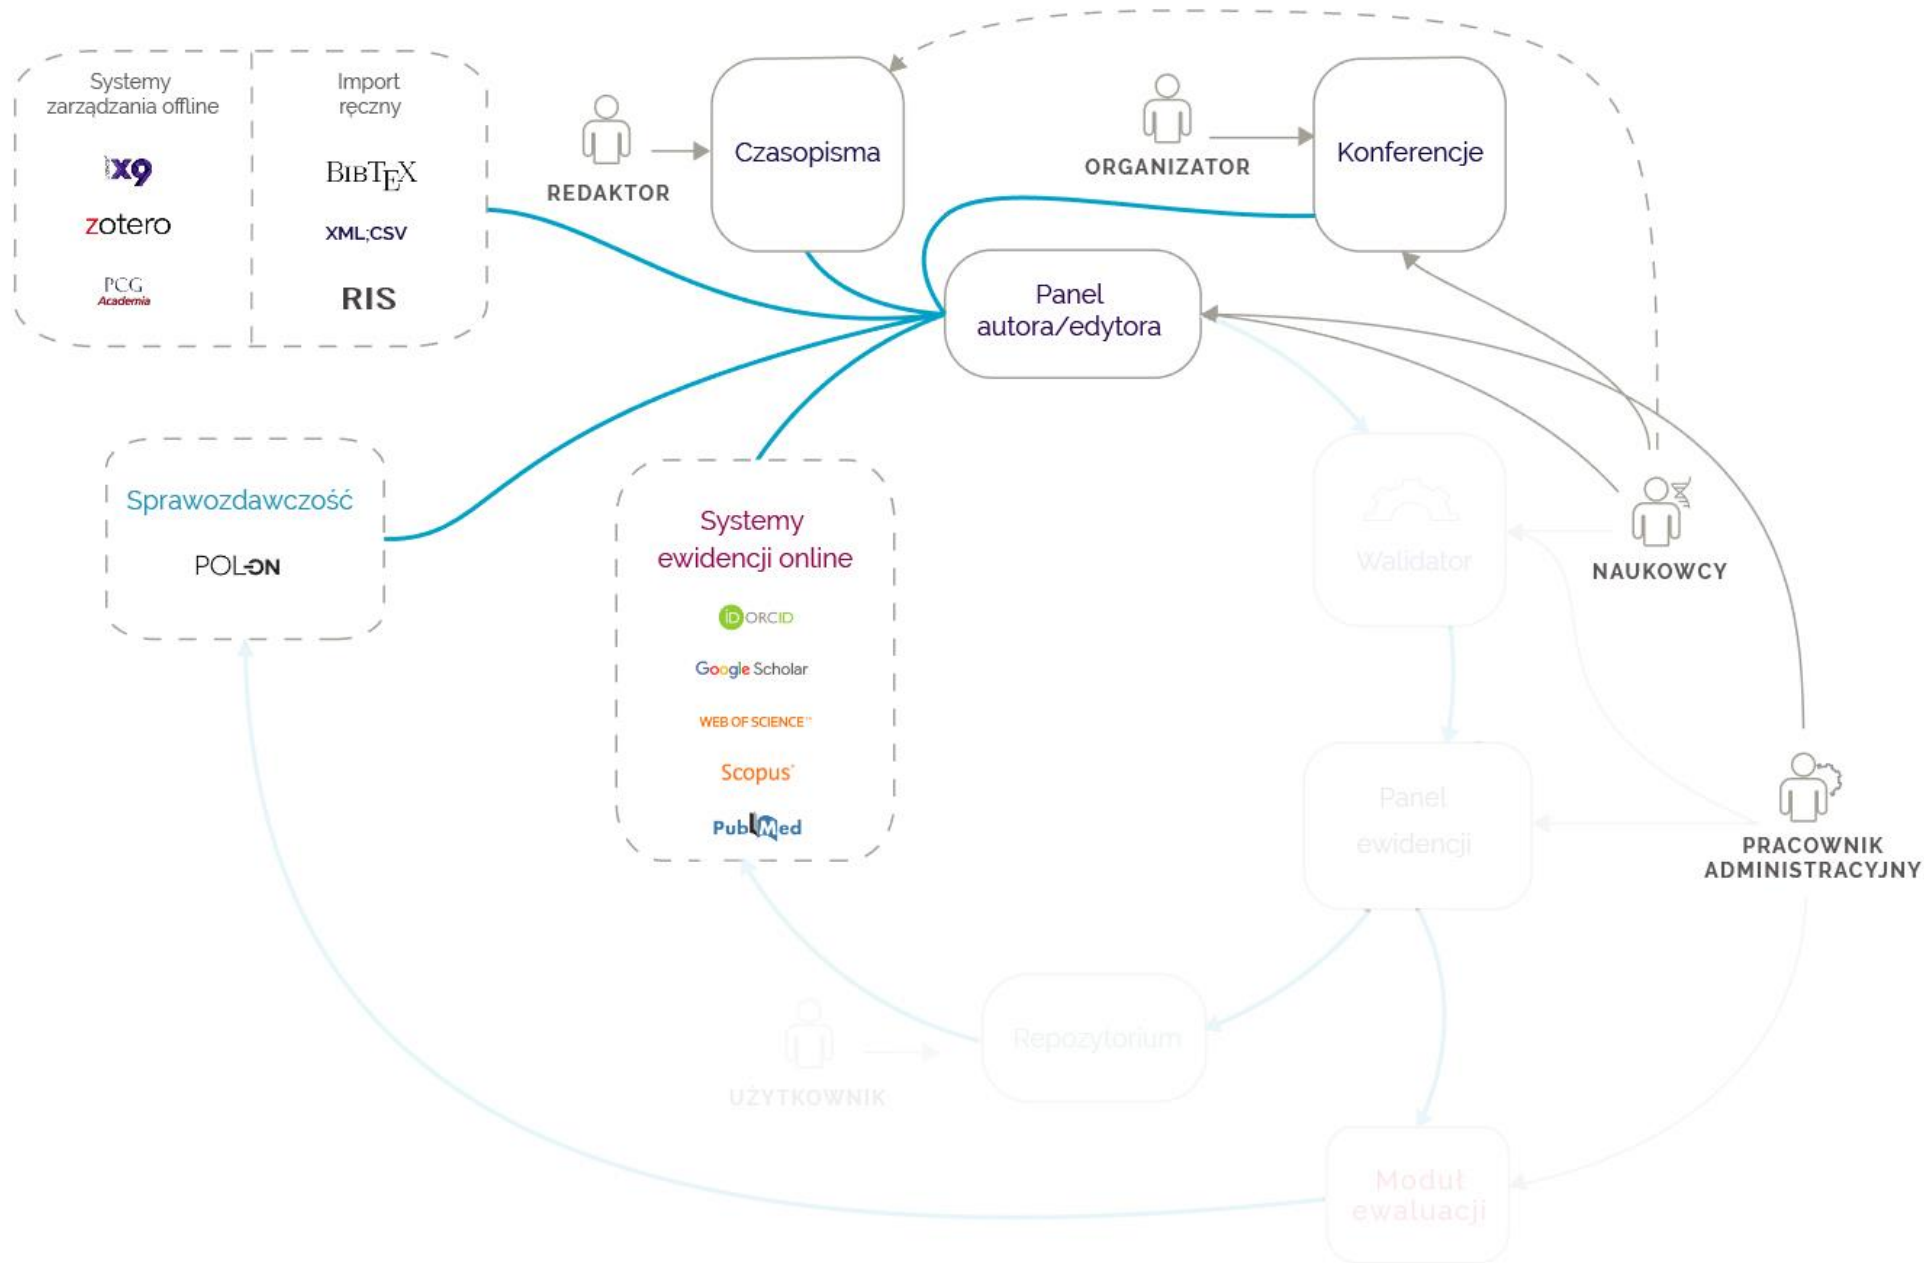 Systemy
zarządzania offline
X9
zotero
PCG
Academia
Import
ręczny
BIBTEX
XML;CSV
RIS
REDAKTOR
Czasopisma
ORGANIZATOR
Konferencje
Panel
autora/edytora
Sprawozdawczość
POL-ON
Systemy
ewidencji online
iD ORCID
Google Scholar
WEB OF SCIENCE™
Scopus®
PubMed
Walidator
NAUKOWCY
Panel
ewidencji
PRACOWNIK
ADMINISTRACYJNY
Repozytorium
UŻYTKOWNIK
Moduł
ewaluacji